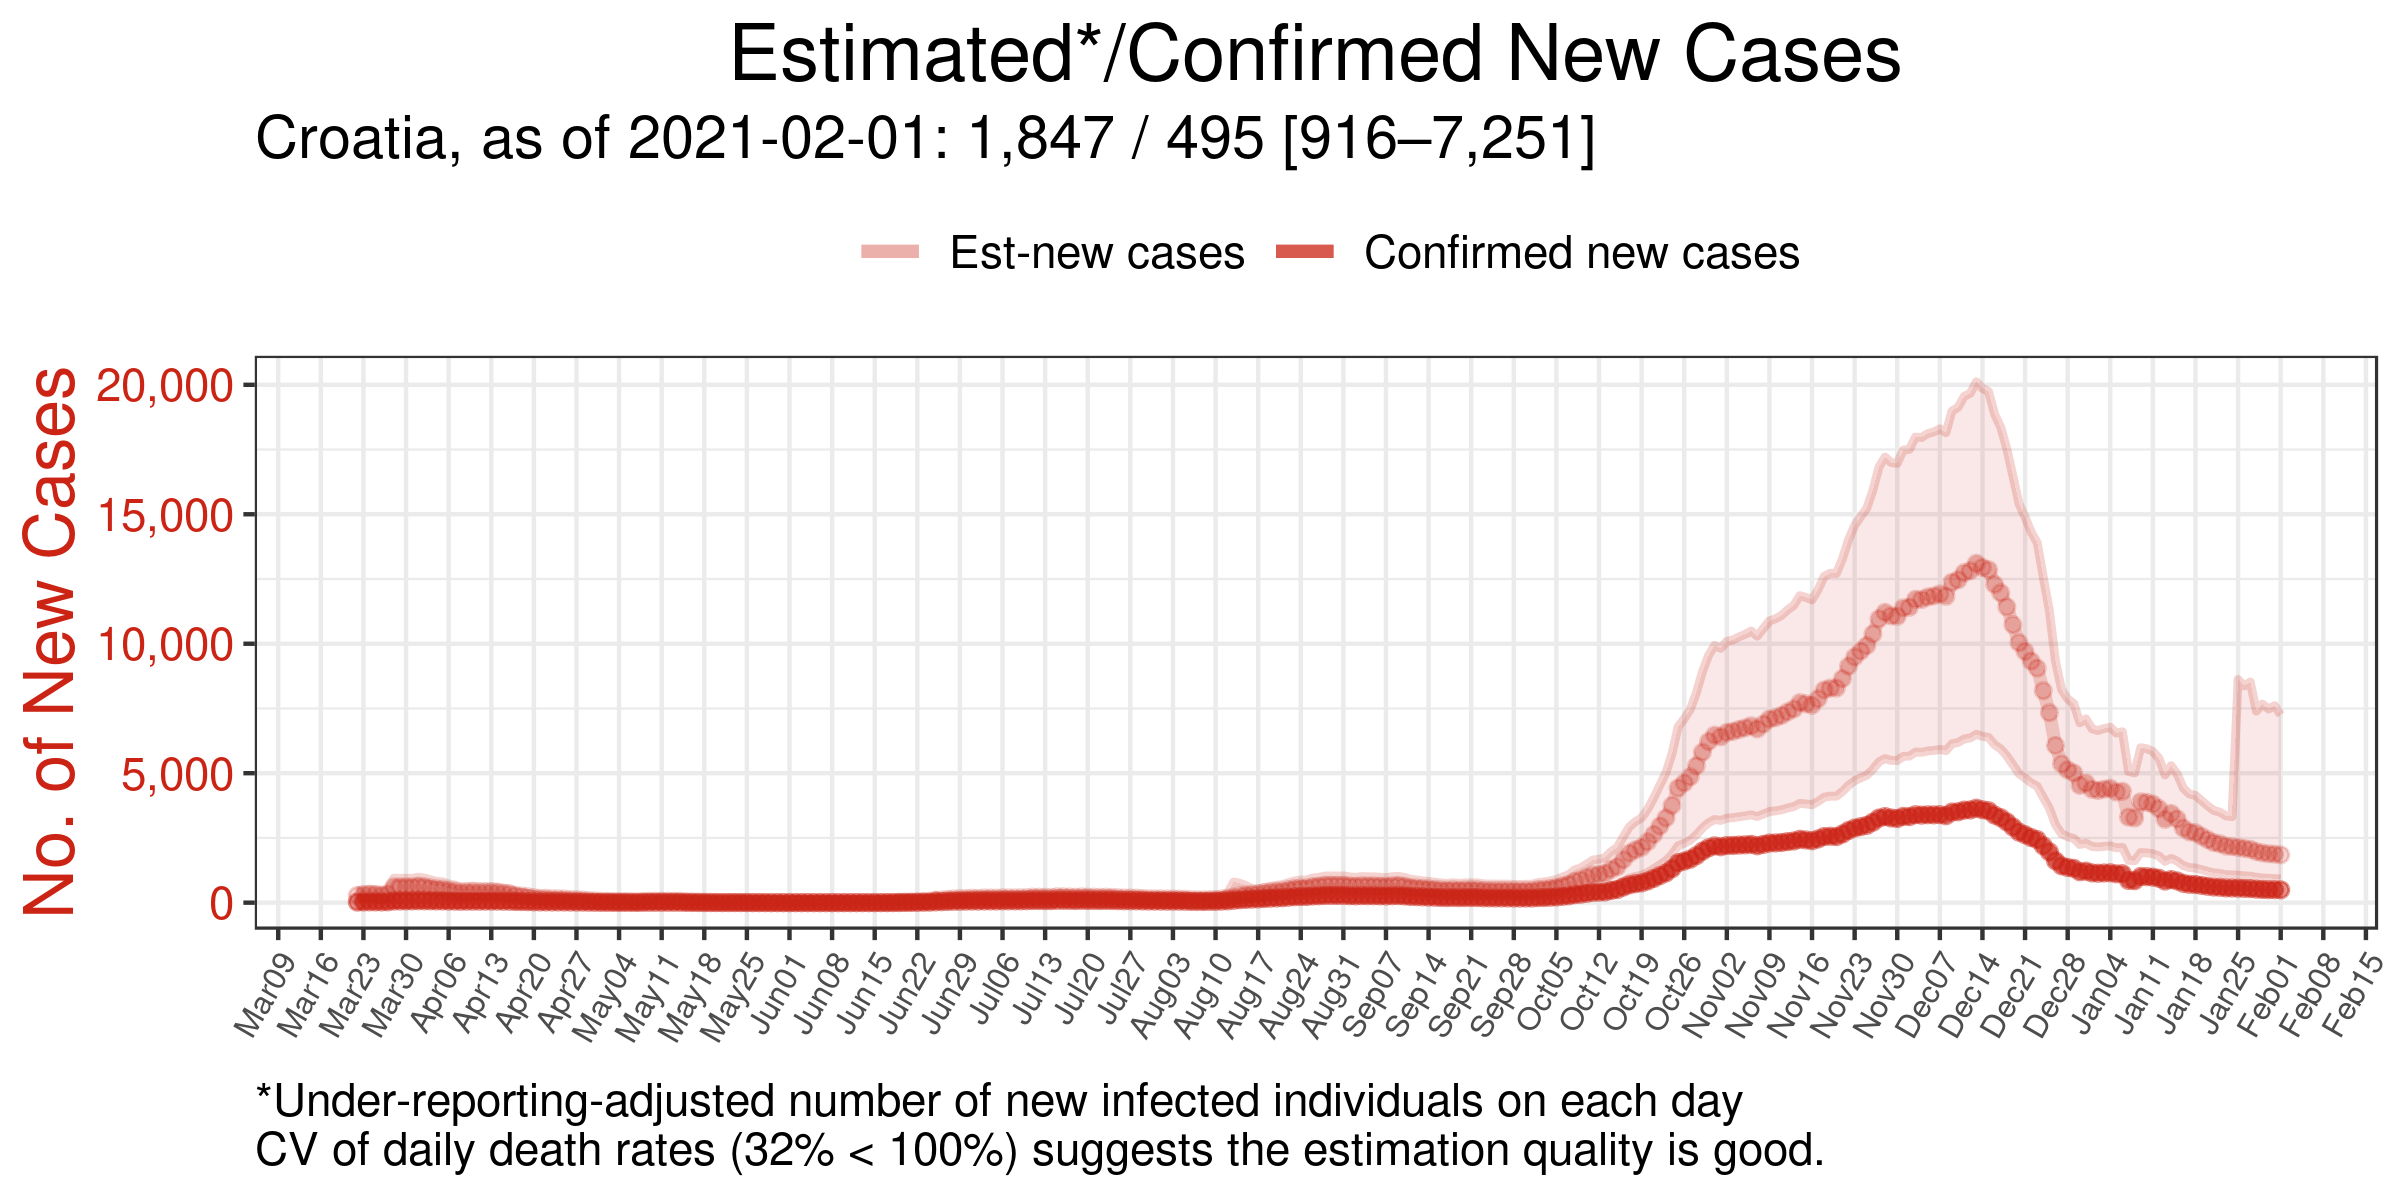 Estimated*/Confirmed New Cases
Croatia, as of 2021-02-01: 1,847 / 495 [916–7,251]
Est-new cases
Confirmed new cases
No. of New Cases
20,000
15,000
10,000
5,000
0
Mar09
Mar16
Mar23
Mar30
Apr06
Apr13
Apr20
Apr27
May04
May11
May18
May25
Jun01
Jun08
Jun15
Jun22
Jun29
Jul06
Jul13
Jul20
Jul27
Aug03
Aug10
Aug17
Aug24
Aug31
Sep07
Sep14
Sep21
Sep28
Oct05
Oct12
Oct19
Oct26
Nov02
Nov09
Nov16
Nov23
Nov30
Dec07
Dec14
Dec21
Dec28
Jan04
Jan11
Jan18
Jan25
Feb01
Feb08
Feb15
*Under-reporting-adjusted number of new infected individuals on each day
CV of daily death rates (32% < 100%) suggests the estimation quality is good.